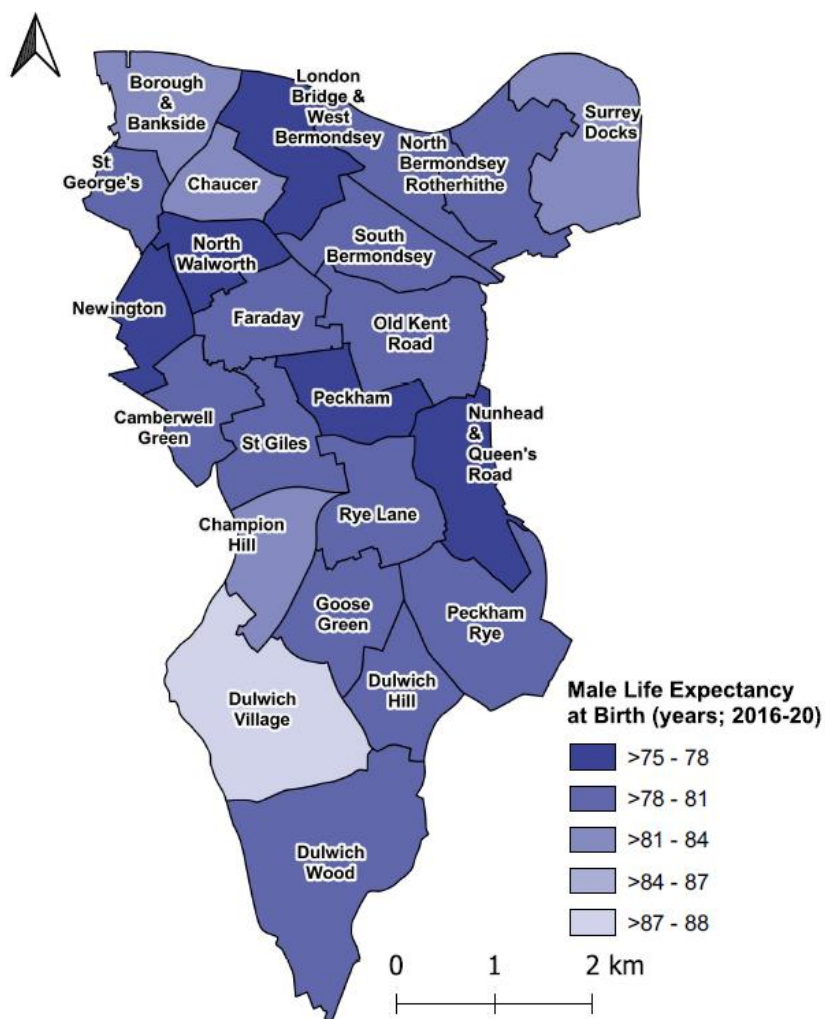 Borough
&
Bankside
London
Bridge &
West
Bermondsey
Surrey
Docks
North
Bermondsey
Rotherhithe
St
George's
Chaucer
North
Walworth
South
Bermondsey
Newington
Faraday
Old Kent
Road
Peckham
Camberwell
Green
St Giles
Nunhead
&
Queen's
Road
Champion
Hill
Rye Lane
Goose
Green
Peckham
Rye
Dulwich
Village
Dulwich
Hill
Dulwich
Wood
Male Life Expectancy
at Birth (years; 2016-20)
>75 - 78
>78 - 81
>81 - 84
>84 - 87
>87 - 88
0 1 2 km